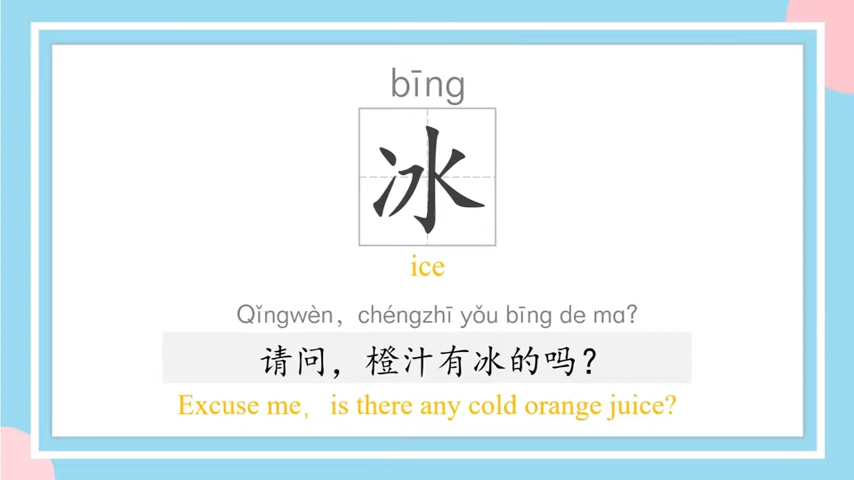 bīng
冰
ice
Qǐngwèn，chéngzhī yǒu bīng de ma?
请问，橙汁有冰的吗？
Excuse me，is there any cold orange juice?